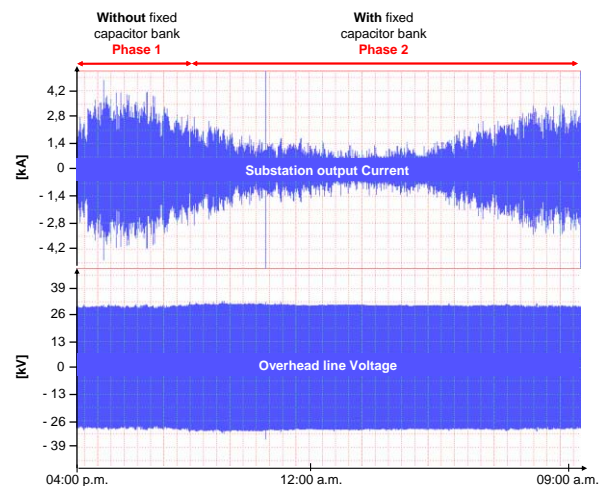 Without fixed
capacitor bank
Phase 1
With fixed
capacitor bank
Phase 2
[kA]
4,2
2,8
1,4
0
- 1,4
- 2,8
- 4,2
Substation output Current
[kV]
39
26
13
0
- 13
- 26
- 39
Overhead line Voltage
04:00 p.m.
12:00 a.m.
09:00 a.m.